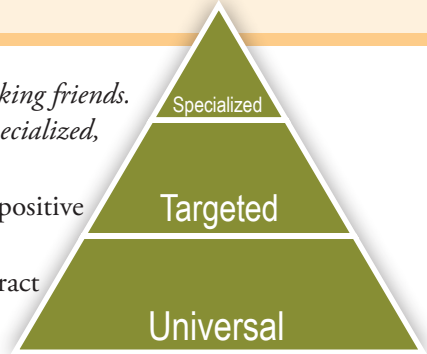 king friends.
ecialized,
positive
ract
Specialized
Targeted
Universal